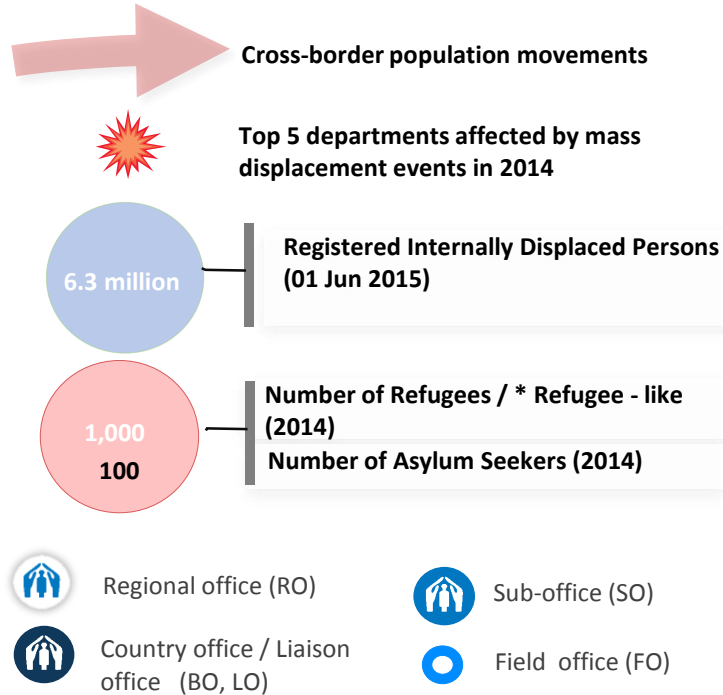 Cross-border population movements
Top 5 departments affected by mass
displacement events in 2014
6.3 million
Registered Internally Displaced Persons
(01 Jun 2015)
1,000
100
Number of Refugees / * Refugee - like
(2014)
Number of Asylum Seekers (2014)
Regional office (RO)
Sub-office (SO)
Country office / Liaison
office (BO, LO)
Field office (FO)